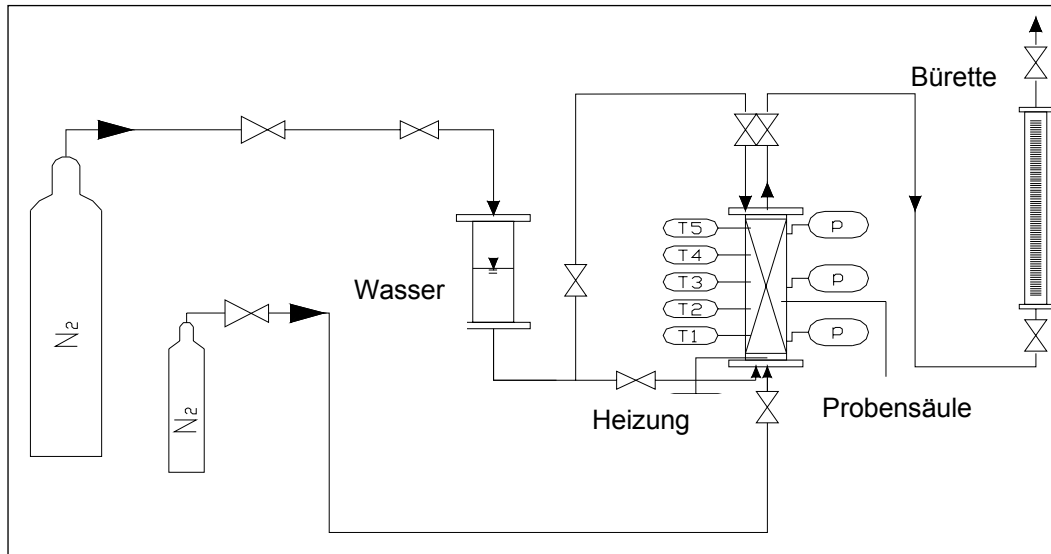 Bürette
T5
p
T4
Wasser
T3
p
N2
T2
T1
p
N2
Heizung
Probensäule